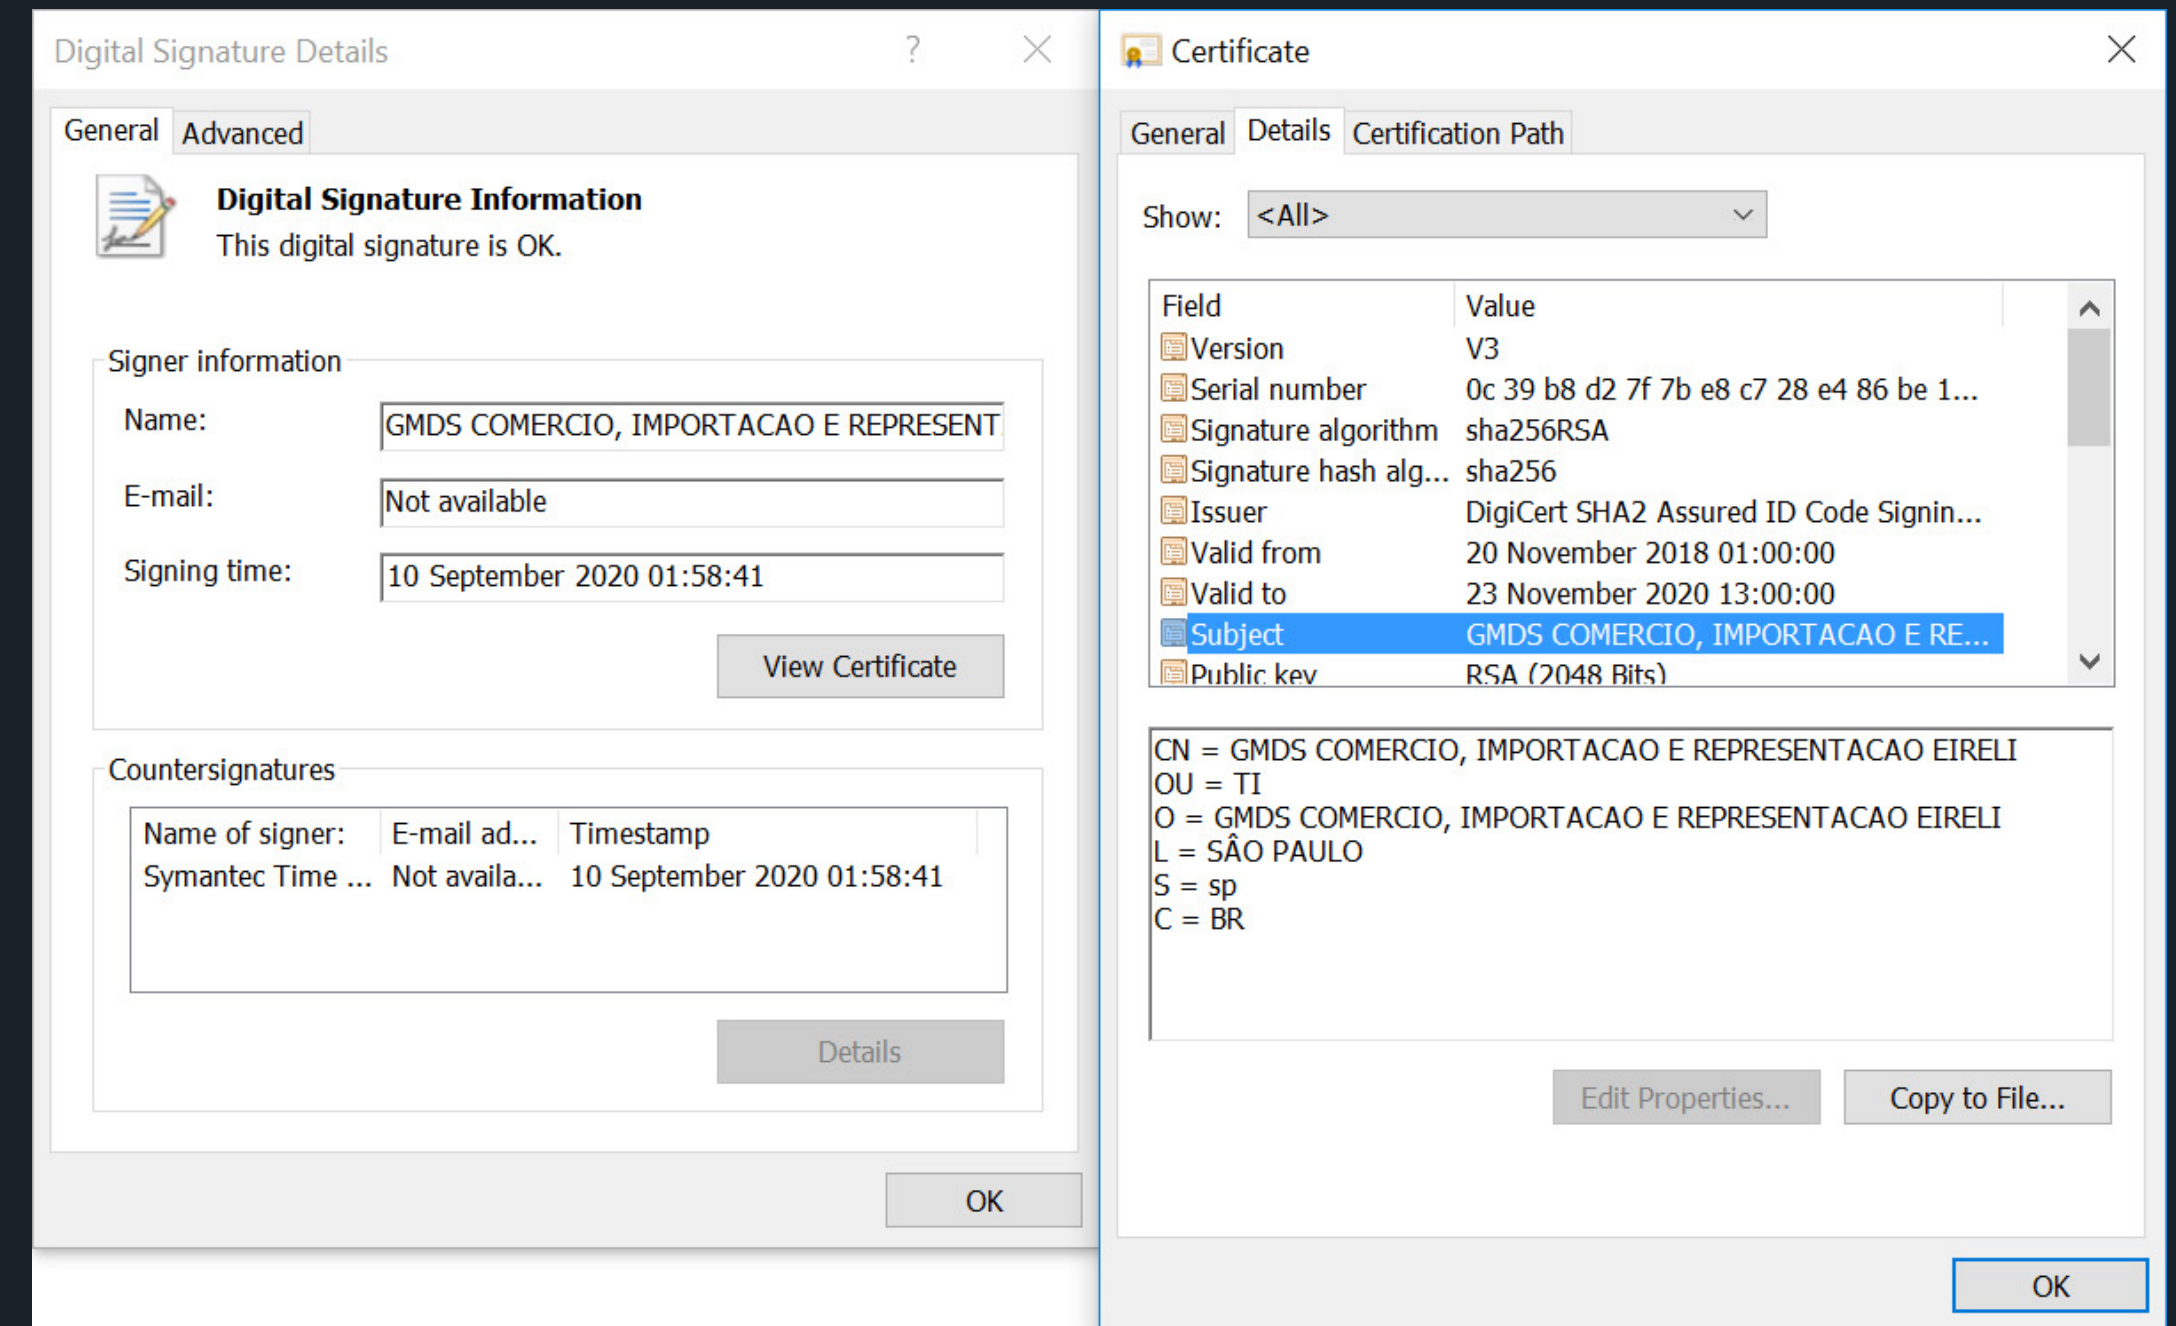 Digital Signature Details
?
General
Advanced
Digital Signature Information
This digital signature is OK.
Signer information
Name:
GMDS COMERCIO, IMPORTACAO E REPRESENT
E-mail:
Not available
Signing time:
10 September 2020 01:58:41
View Certificate
Countersignatures
Name of signer: E-mail ad... Timestamp
Symantec Time ... Not availa... 10 September 2020 01:58:41
Details
OK
Certificate
General
Details
Certification Path
Show:
<All>
Field Value
Version V3
Serial number 0c 39 b8 d2 7f 7b e8 c7 28 e4 86 be 1...
Signature algorithm sha256RSA
Signature hash alg... sha256
Issuer DigiCert SHA2 Assured ID Code Signin...
Valid from 20 November 2018 01:00:00
Valid to 23 November 2020 13:00:00
Subject GMDS COMERCIO, IMPORTACAO E RE...
Public key RSA (2048 Bits)
CN = GMDS COMERCIO, IMPORTACAO E REPRESENTACAO EIRELI
OU = TI
O = GMDS COMERCIO, IMPORTACAO E REPRESENTACAO EIRELI
L = SÂO PAULO
S = sp
C = BR
Edit Properties...
Copy to File...
OK